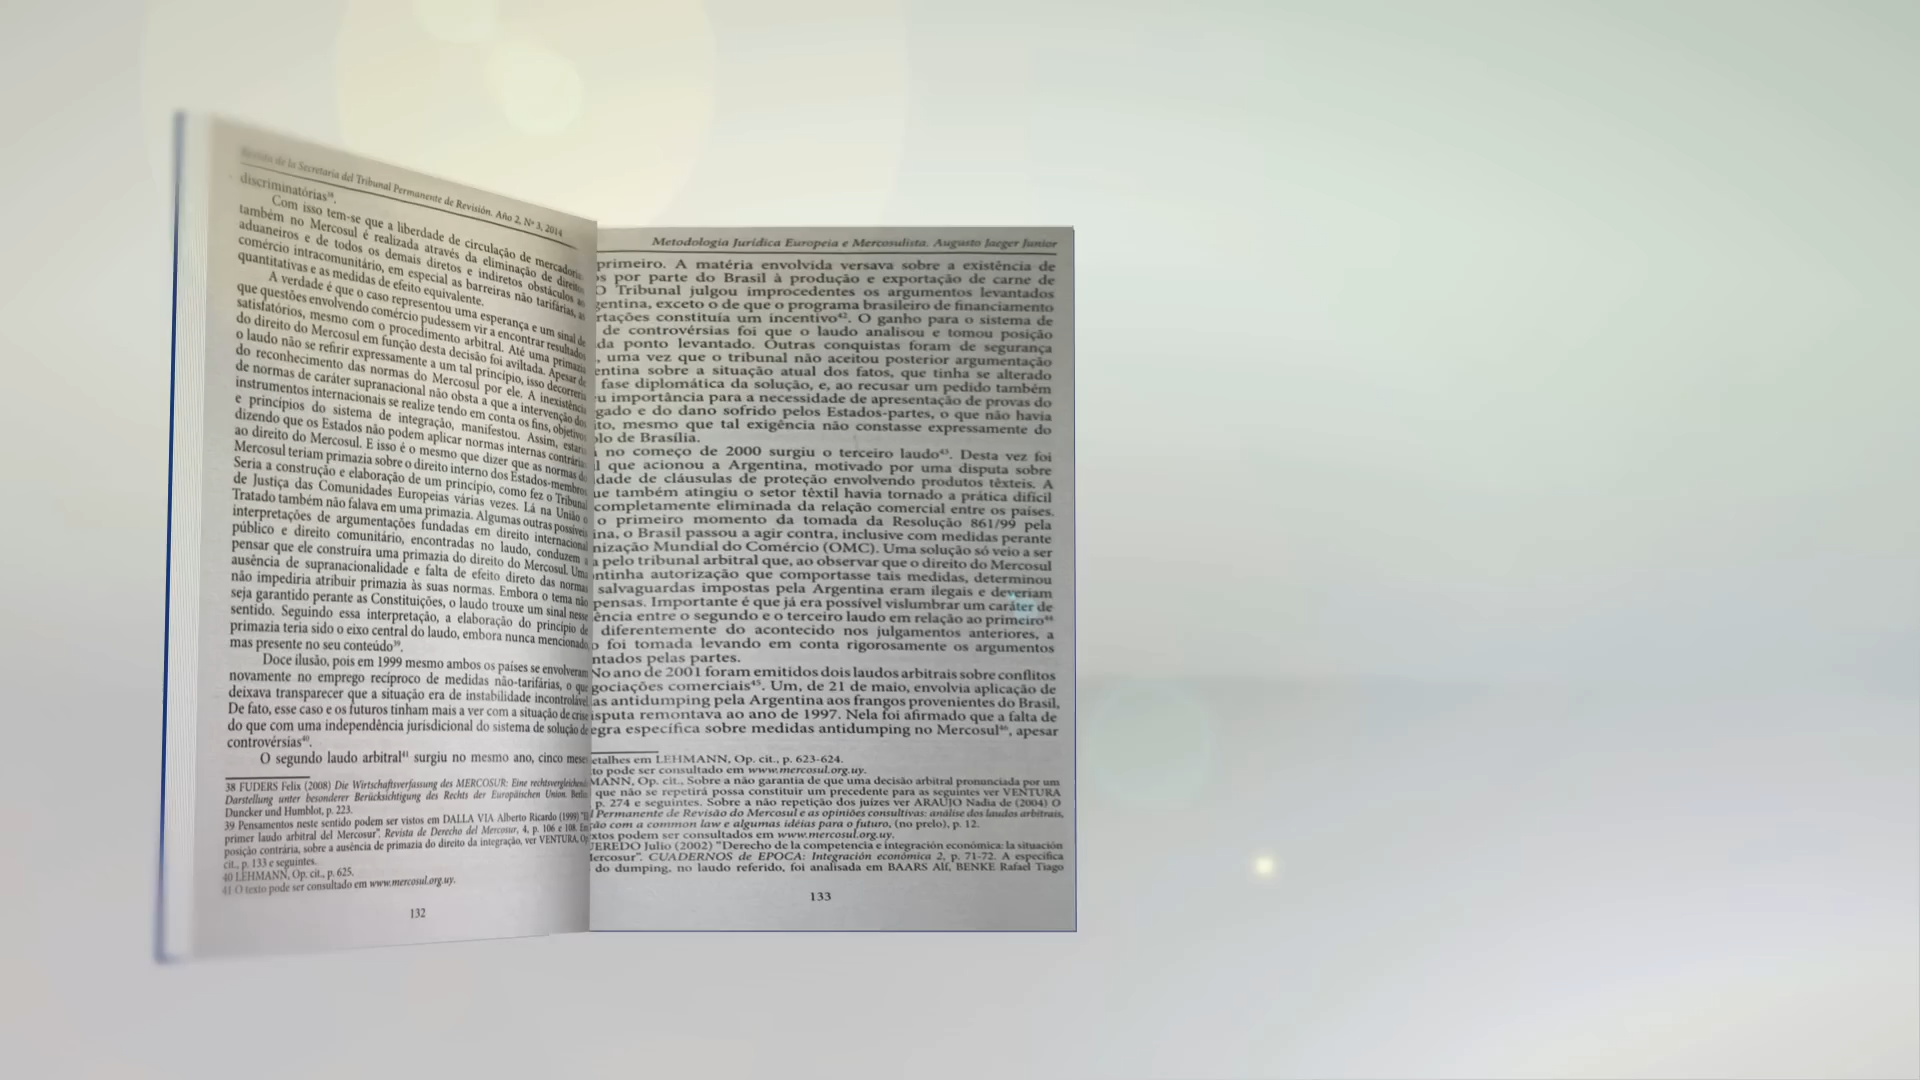 Revista de la Secretaria del Tribunal Permanente de Revisión. Año 2, Nº 3, 2014
discriminatórias³⁸.
Com isso tem-se que a liberdade de circulação de mercadorias
também no Mercosul é realizada através da eliminação de direitos
aduaneiros e de todos os demais diretos e indiretos obstáculos ao
comércio intracomunitário, em especial as barreiras não tarifárias, as
quantitativas e as medidas de efeito equivalente.
A verdade é que o caso representou uma esperança e um sinal de
que questões envolvendo comércio pudessem vir a encontrar resultados
satisfatórios, mesmo com o procedimento arbitral. Até uma primazia
do direito do Mercosul em função desta decisão foi aviltada. Apesar de
o laudo não se refirir expressamente a um tal princípio, isso decorreria
do reconhecimento das normas do Mercosul por ele. A inexistência
de normas de caráter supranacional não obsta a que a intervenção dos
instrumentos internacionais se realize tendo em conta os fins, objetivos
e princípios do sistema de integração, manifestou. Assim, estaria
dizendo que os Estados não podem aplicar normas internas contrárias
ao direito do Mercosul. E isso é o mesmo que dizer que as normas do
Mercosul teriam primazia sobre o direito interno dos Estados-membros.
Seria a construção e elaboração de um princípio, como fez o Tribunal
de Justiça das Comunidades Europeias várias vezes. Lá na União o
Tratado também não falava em uma primazia. Algumas outras possíveis
interpretações de argumentações fundadas em direito internacional
público e direito comunitário, encontradas no laudo, conduzem a
pensar que ele construíra uma primazia do direito do Mercosul. Uma
ausência de supranacionalidade e falta de efeito direto das normas
não impediria atribuir primazia às suas normas. Embora o tema não
seja garantido perante as Constituições, o laudo trouxe um sinal nesse
sentido. Seguindo essa interpretação, a elaboração do princípio de
primazia teria sido o eixo central do laudo, embora nunca mencionado
mas presente no seu conteúdo³⁹.
Doce ilusão, pois em 1999 mesmo ambos os países se envolveram
novamente no emprego recíproco de medidas não-tarifárias, o que
deixava transparecer que a situação era de instabilidade incontrolável.
De fato, esse caso e os futuros tinham mais a ver com a situação de crise
do que com uma independência jurisdicional do sistema de solução de
controvérsias⁴⁰.
O segundo laudo arbitral⁴¹ surgiu no mesmo ano, cinco meses
38 FUDERS Felix (2008) Die Wirtschaftsverfassung des MERCOSUR: Eine rechtsvergleichende
Darstellung unter besonderer Berücksichtigung des Rechts der Europäischen Union. Berlin:
Duncker und Humblot, p. 223.
39 Pensamentos neste sentido podem ser vistos em DALLA VIA Alberto Ricardo (1999) "El
primer laudo arbitral del Mercosur". Revista de Derecho del Mercosur, 4, p. 106 e 108. Em
posição contrária, sobre a ausência de primazia do direito da integração, ver VENTURA, Op.
cit., p. 133 e seguintes.
40 LEHMANN, Op. cit., p. 625.
41 O texto pode ser consultado em www.mercosul.org.uy.
132
Metodologia Jurídica Europeia e Mercosulista. Augusto Jaeger Junior
primeiro. A matéria envolvida versava sobre a existência de
s por parte do Brasil à produção e exportação de carne de
O Tribunal julgou improcedentes os argumentos levantados
gentina, exceto o de que o programa brasileiro de financiamento
rtações constituía um incentivo⁴². O ganho para o sistema de
de controvérsias foi que o laudo analisou e tomou posição
da ponto levantado. Outras conquistas foram de segurança
, uma vez que o tribunal não aceitou posterior argumentação
entina sobre a situação atual dos fatos, que tinha se alterado
fase diplomática da solução, e, ao recusar um pedido também
u importância para a necessidade de apresentação de provas do
gado e do dano sofrido pelos Estados-partes, o que não havia
ito, mesmo que tal exigência não constasse expressamente do
lo de Brasília.
no começo de 2000 surgiu o terceiro laudo⁴³. Desta vez foi
l que acionou a Argentina, motivado por uma disputa sobre
idade de cláusulas de proteção envolvendo produtos têxteis. A
ue também atingiu o setor têxtil havia tornado a prática difícil
completamente eliminada da relação comercial entre os países.
o primeiro momento da tomada da Resolução 861/99 pela
ina, o Brasil passou a agir contra, inclusive com medidas perante
nização Mundial do Comércio (OMC). Uma solução só veio a ser
a pelo tribunal arbitral que, ao observar que o direito do Mercosul
ontinha autorização que comportasse tais medidas, determinou
salvaguardas impostas pela Argentina eram ilegais e deveriam
pensas. Importante é que já era possível vislumbrar um caráter de
ência entre o segundo e o terceiro laudo em relação ao primeiro⁴⁴
diferentemente do acontecido nos julgamentos anteriores, a
o foi tomada levando em conta rigorosamente os argumentos
ntados pelas partes.
No ano de 2001 foram emitidos dois laudos arbitrais sobre conflitos
gociações comerciais⁴⁵. Um, de 21 de maio, envolvia aplicação de
as antidumping pela Argentina aos frangos provenientes do Brasil,
isputa remontava ao ano de 1997. Nela foi afirmado que a falta de
egra específica sobre medidas antidumping no Mercosul⁴⁶, apesar
etalhes em LEHMANN, Op. cit., p. 623-624.
to pode ser consultado em www.mercosul.org.uy.
MANN, Op. cit., Sobre a não garantia de que uma decisão arbitral pronunciada por um
que não se repetirá possa constituir um precedente para as seguintes ver VENTURA
p. 274 e seguintes. Sobre a não repetição dos juízes ver ARAÚJO Nadia de (2004) O
l Permanente de Revisão do Mercosul e as opiniões consultivas: análise dos laudos arbitrais,
ão com a common law e algumas idéias para o futuro, (no prelo), p. 12.
xtos podem ser consultados em www.mercosul.org.uy.
UEREDO Julio (2002) "Derecho de la competencia e integración económica: la situación
Mercosur". CUADERNOS de EPOCA: Integración económica 2, p. 71-72. A especifica
do dumping, no laudo referido, foi analisada em BAARS Alf, BENKE Rafael Tiago
133